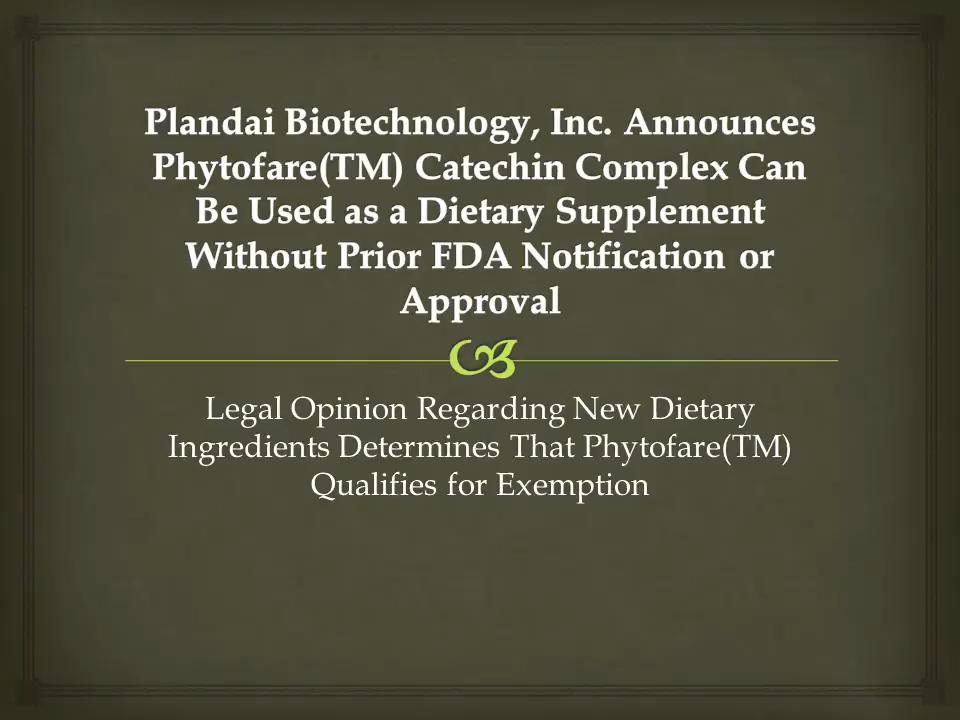 Plandai Biotechnology, Inc. Announces
Phytofare(TM) Catechin Complex Can
Be Used as a Dietary Supplement
Without Prior FDA Notification or
Approval
Legal Opinion Regarding New Dietary
Ingredients Determines That Phytofare(TM)
Qualifies for Exemption